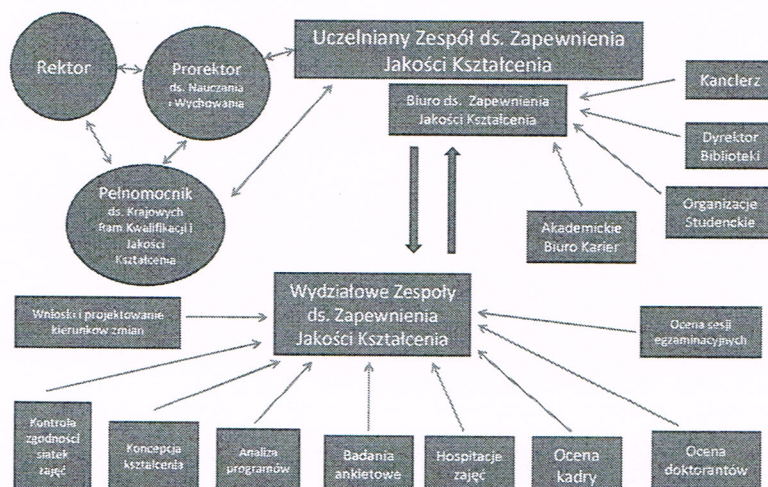 Rektor
Prorektor
ds. Nauczania
i Wychowania
Uczelniany Zespół ds. Zapewnienia
Jakości Kształcenia
Biuro ds. Zapewnienia
Jakości Kształcenia
Kanclerz
Dyrektor
Biblioteki
Organizacje
Studenckie
Akademickie
Biuro Karier
Pełnomocnik
ds. Krajowych
Ram Kwalifikacji i
Jakości
Kształcenia
Wydziałowe Zespoły
ds. Zapewnienia
Jakości Kształcenia
Wnioski i projektowanie
kierunków zmian
Ocena sesji
egzaminacyjnych
Kontrola
zgodności
siatek
zajęć
Koncepcja
kształcenia
Analiza
programów
Badania
ankietowe
Hospitacje
zajęć
Ocena
kadry
Ocena
doktorantów